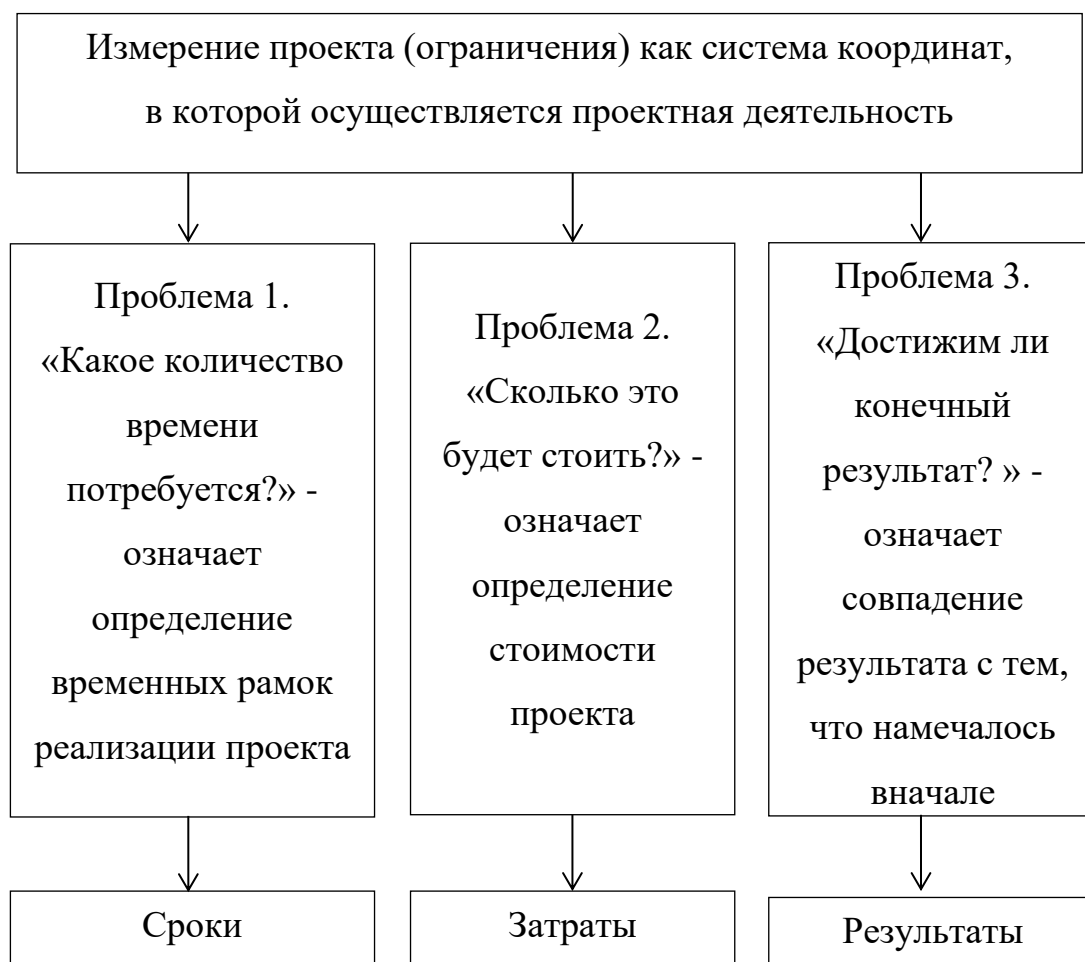 Измерение проекта (ограничения) как система координат,
в которой осуществляется проектная деятельность
Проблема 1.
«Какое количество
времени
потребуется?» -
означает
определение
временных рамок
реализации проекта
Проблема 2.
«Сколько это
будет стоить?» -
означает
определение
стоимости
проекта
Проблема 3.
«Достижим ли
конечный
результат? » -
означает
совпадение
результата с тем,
что намечалось
вначале
Сроки
Затраты
Результаты